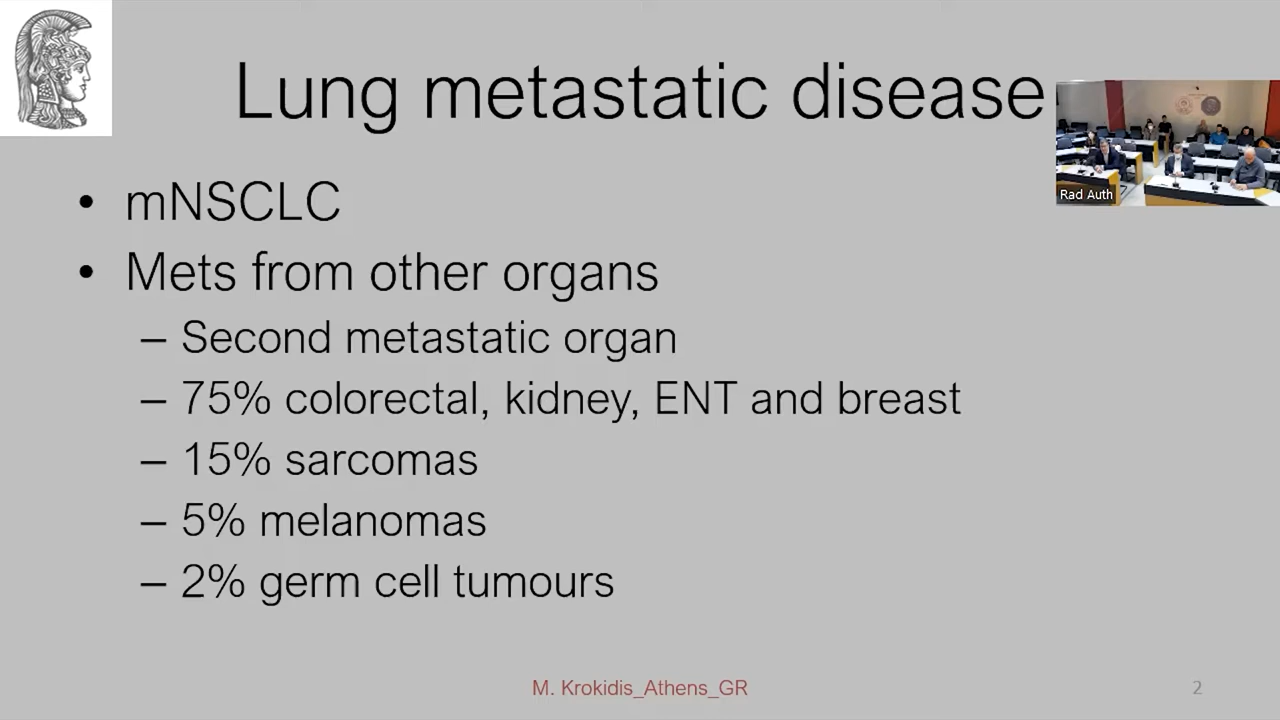 Lung metastatic disease
• mNSCLC
• Mets from other organs
– Second metastatic organ
– 75% colorectal, kidney, ENT and breast
– 15% sarcomas
– 5% melanomas
– 2% germ cell tumours
Rad Auth
M. Krokidis_Athens_GR
2